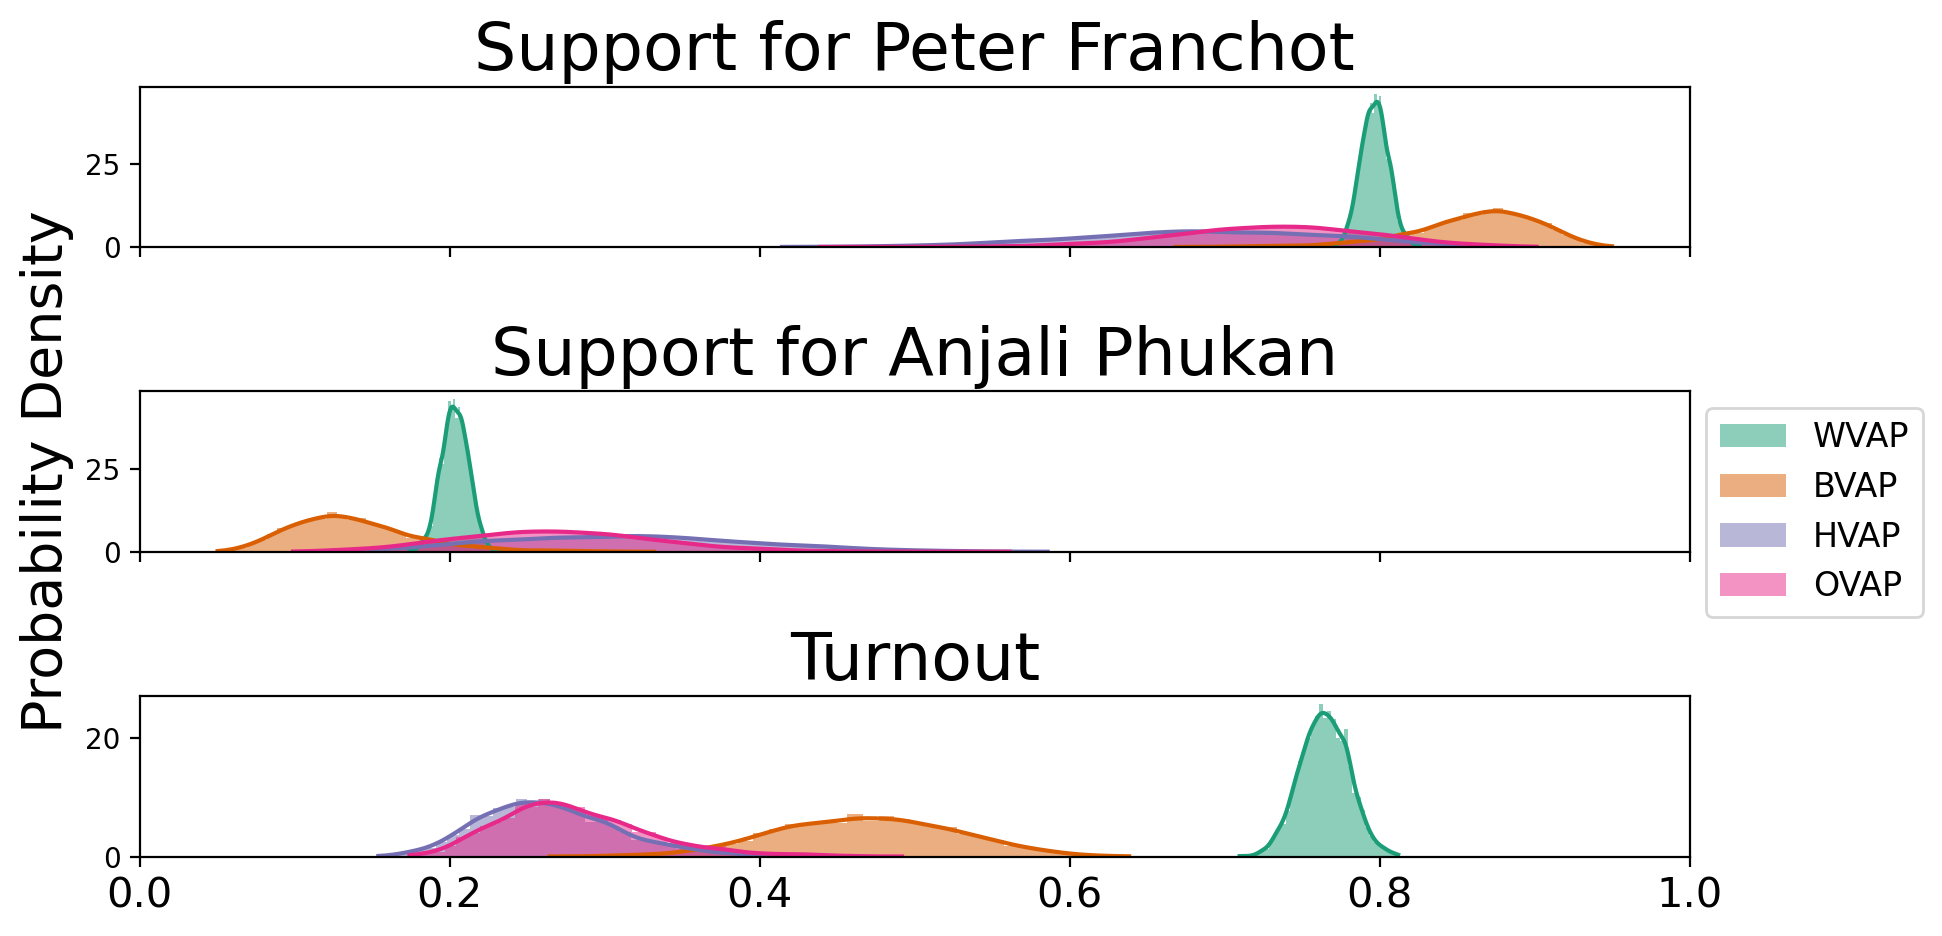 Support for Peter Franchot
25
0
Support for Anjali Phukan
25
0
Probability Density
WVAP
BVAP
HVAP
OVAP
Turnout
20
0
0.0 0.2 0.4 0.6 0.8 1.0